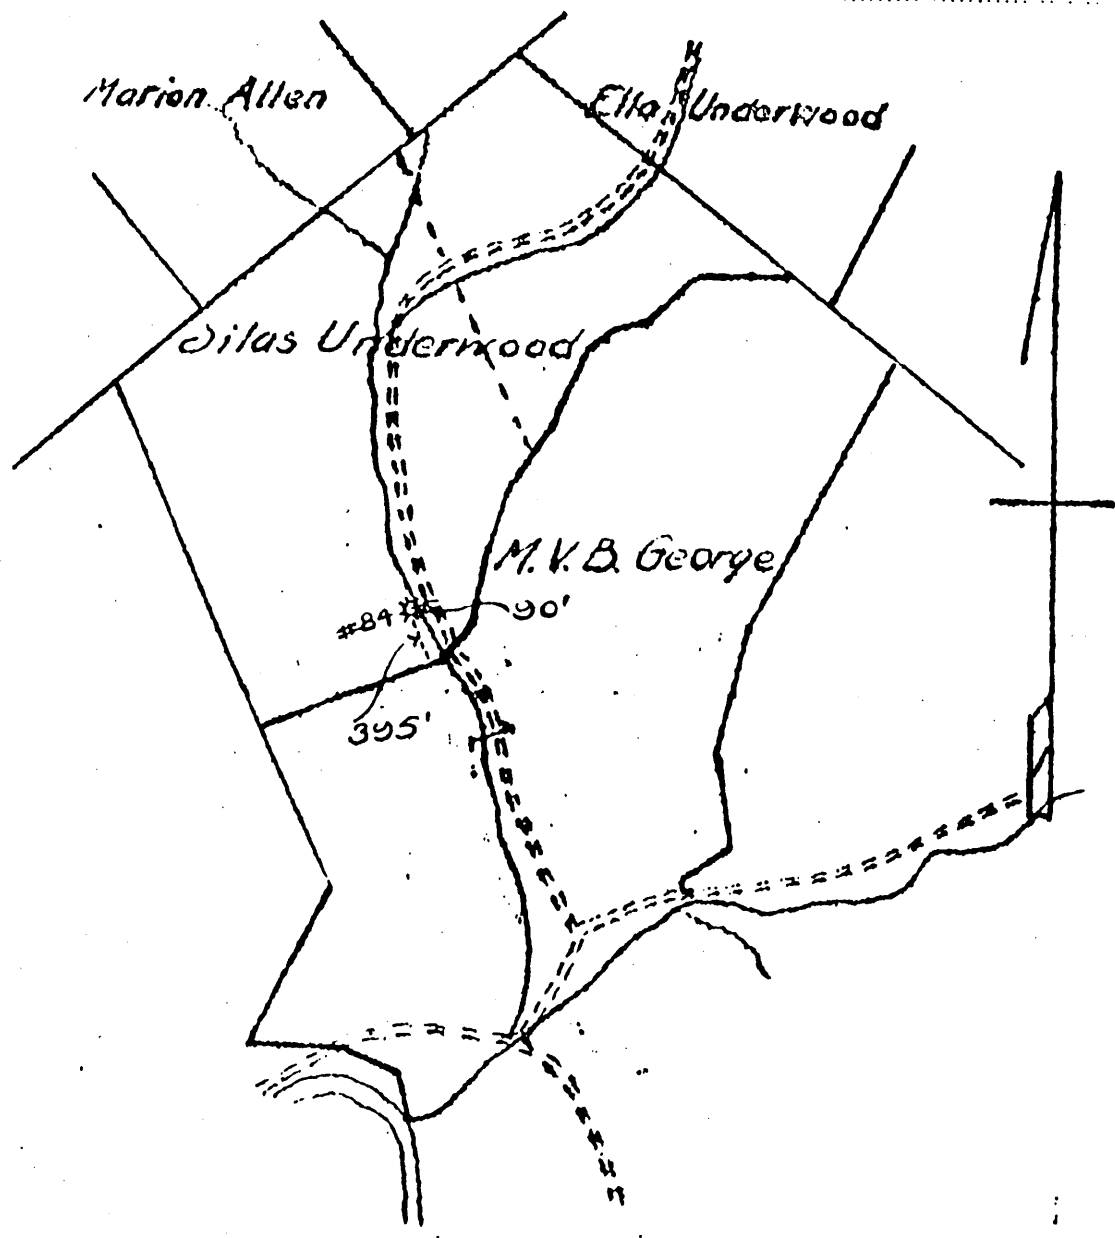 Marion Allen
Ella Underwood
Silas Underwood
M.V.B. George
#84
90'
395'